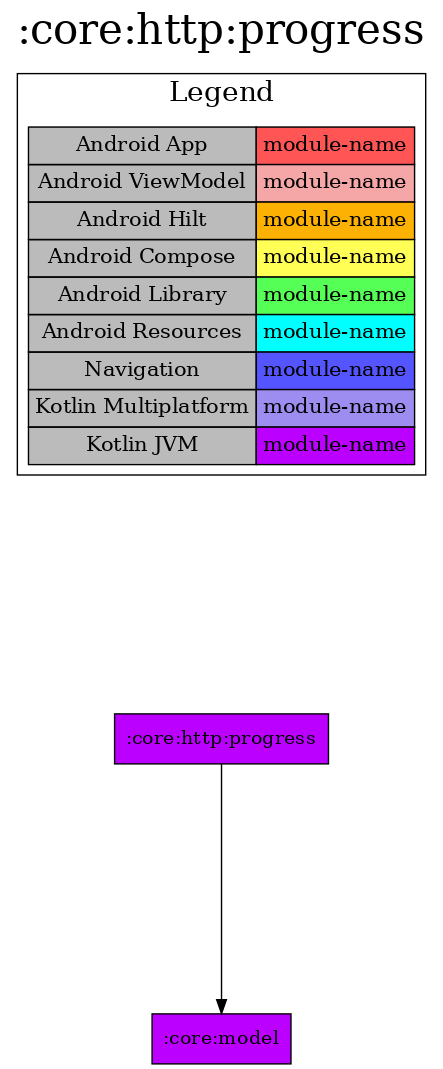 :core:http:progress
Legend
Android App module-name
Android ViewModel module-name
Android Hilt module-name
Android Compose module-name
Android Library module-name
Android Resources module-name
Navigation module-name
Kotlin Multiplatform module-name
Kotlin JVM module-name
:core:http:progress
:core:model